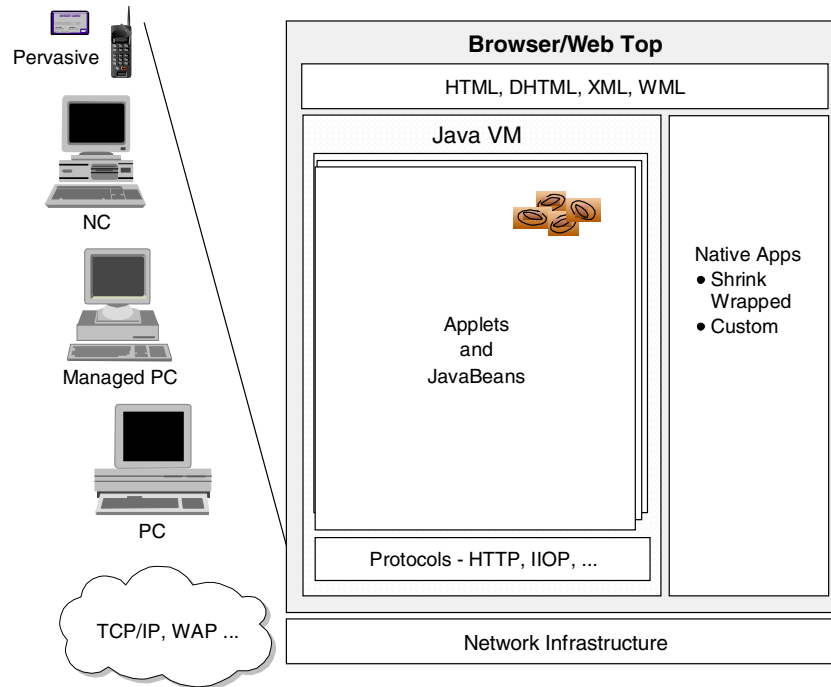 Pervasive
NC
Managed PC
PC
TCP/IP, WAP ...
Browser/Web Top
HTML, DHTML, XML, WML
Java VM
Applets
and
JavaBeans
Protocols - HTTP, IIOP, ...
Native Apps
• Shrink
Wrapped
• Custom
Network Infrastructure